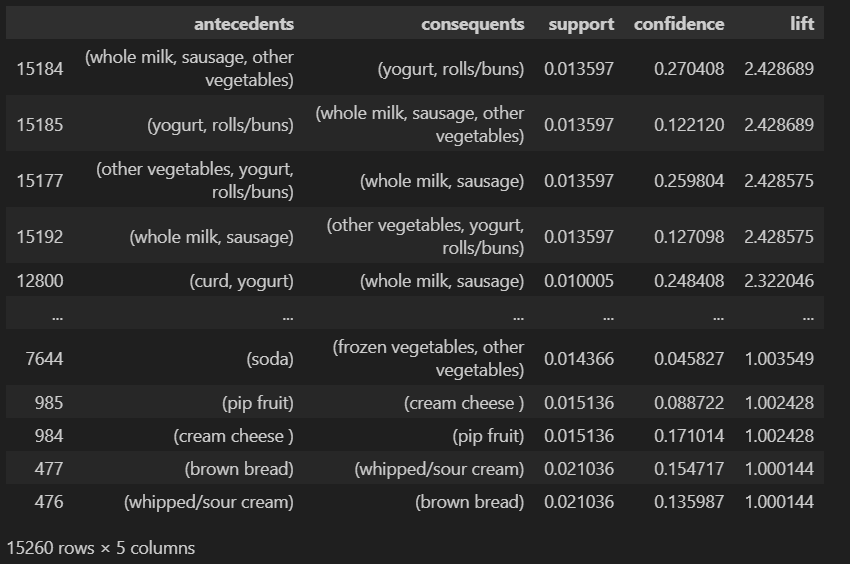 antecedents consequents support confidence lift
15184 (whole milk, sausage, other vegetables) (yogurt, rolls/buns) 0.013597 0.270408 2.428689
15185 (yogurt, rolls/buns) (whole milk, sausage, other vegetables) 0.013597 0.122120 2.428689
15177 (other vegetables, yogurt, rolls/buns) (whole milk, sausage) 0.013597 0.259804 2.428575
15192 (whole milk, sausage) (other vegetables, yogurt, rolls/buns) 0.013597 0.127098 2.428575
12800 (curd, yogurt) (whole milk, sausage) 0.010005 0.248408 2.322046
... ... ... ... ... ...
7644 (soda) (frozen vegetables, other vegetables) 0.014366 0.045827 1.003549
985 (pip fruit) (cream cheese ) 0.015136 0.088722 1.002428
984 (cream cheese ) (pip fruit) 0.015136 0.171014 1.002428
477 (brown bread) (whipped/sour cream) 0.021036 0.154717 1.000144
476 (whipped/sour cream) (brown bread) 0.021036 0.135987 1.000144
15260 rows × 5 columns